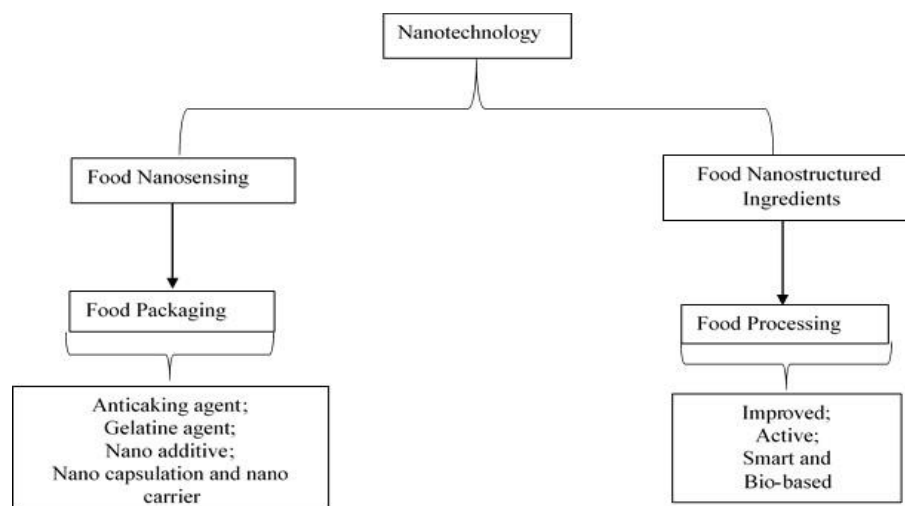 Nanotechnology
Food Nanosensing
Food Nanostructured
Ingredients
Food Packaging
Food Processing
Anticaking agent;
Gelatine agent;
Nano additive;
Nano capsulation and nano
carrier
Improved;
Active;
Smart and
Bio-based